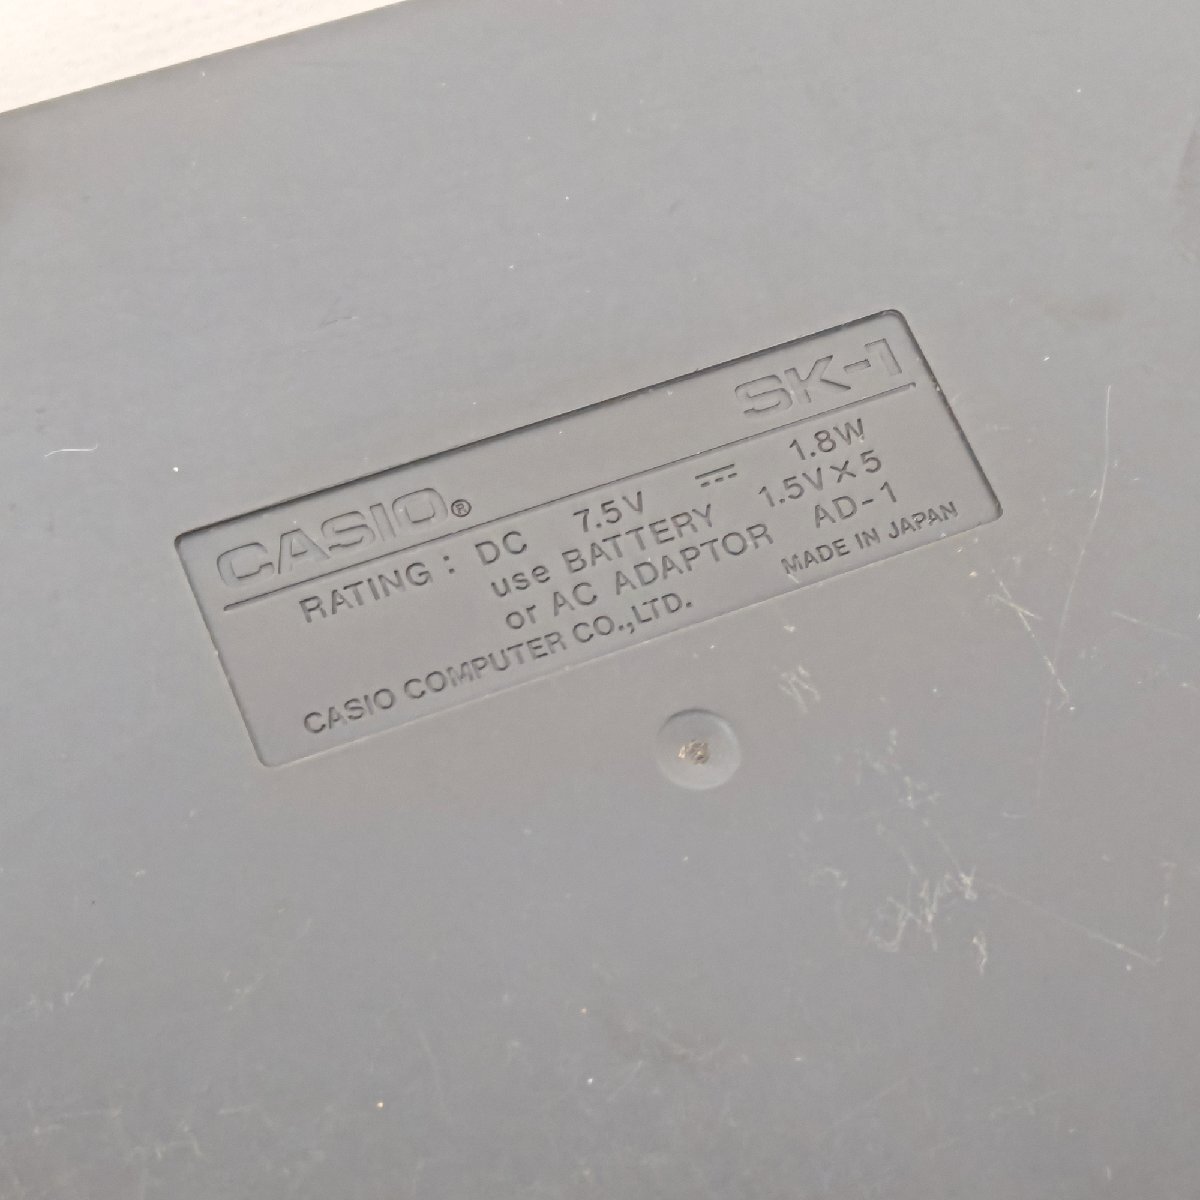 CASIO® SK-1
RATING : DC 7.5V ⎓ 1.8W
use BATTERY 1.5V×5
or AC ADAPTOR AD-1
CASIO COMPUTER CO.,LTD. MADE IN JAPAN